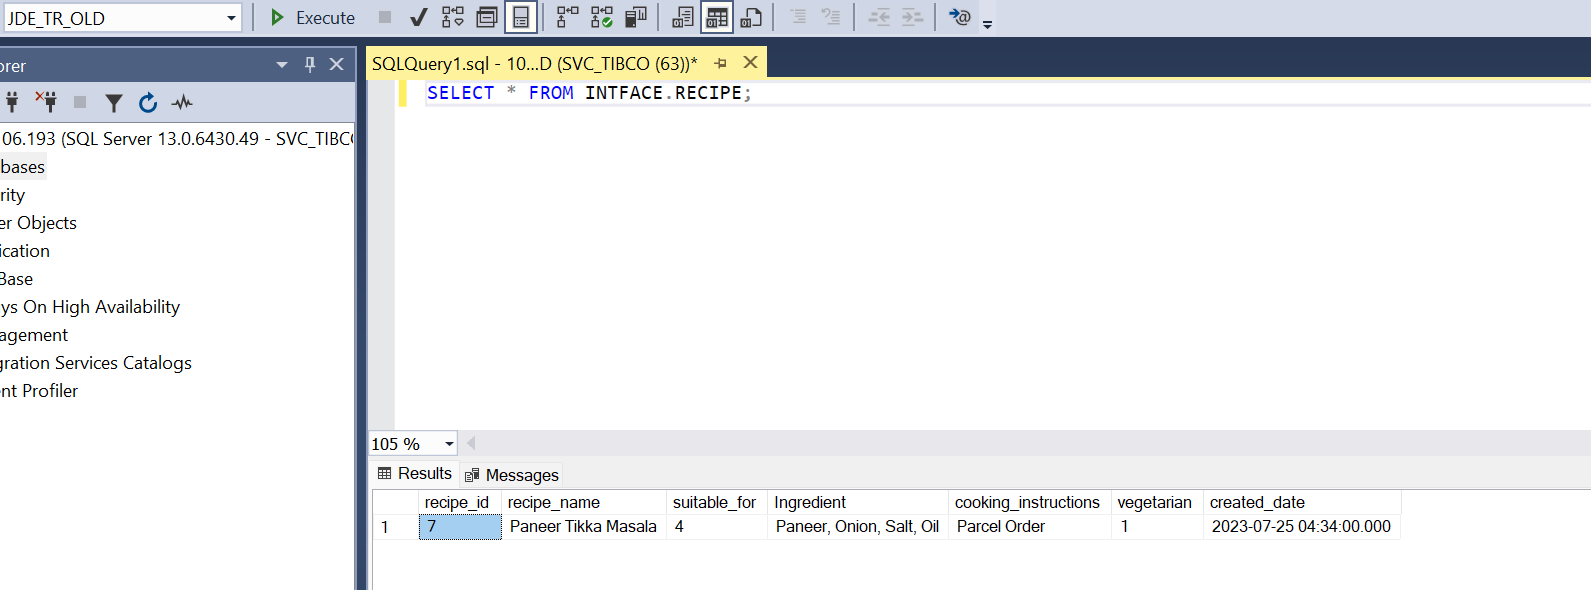 JDE_TR_OLD
Execute
orer
SQLQuery1.sql - 10...D (SVC_TIBCO (63))*
SELECT * FROM INTFACE.RECIPE;
06.193 (SQL Server 13.0.6430.49 - SVC_TIBC
bases
rity
er Objects
ication
Base
ys On High Availability
agement
gration Services Catalogs
nt Profiler
105 %
Results Messages
recipe_id recipe_name suitable_for Ingredient cooking_instructions vegetarian created_date
1 7 Paneer Tikka Masala 4 Paneer, Onion, Salt, Oil Parcel Order 1 2023-07-25 04:34:00.000